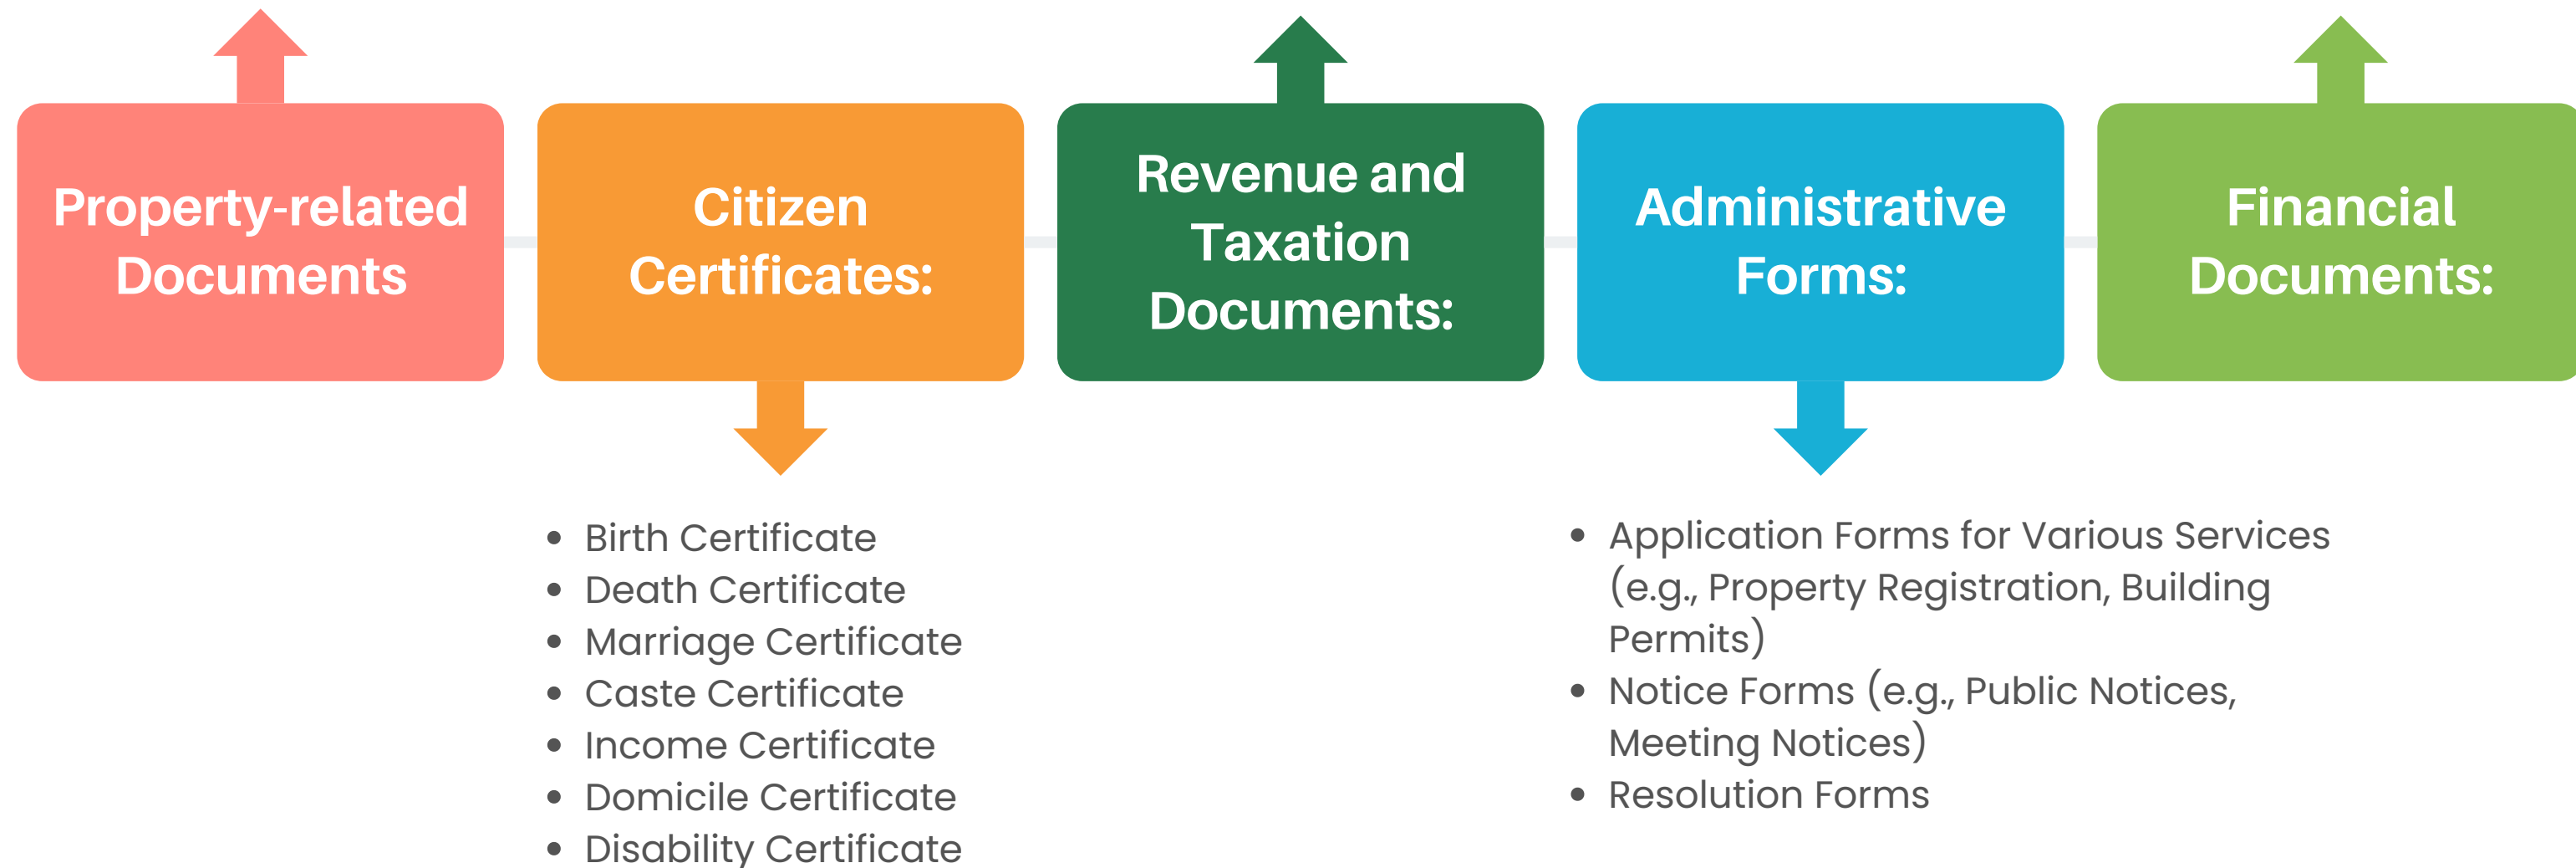 Property-related
Documents
Citizen
Certificates:
Revenue and
Taxation
Documents:
Administrative
Forms:
Financial
Documents:
• Birth Certificate
• Death Certificate
• Marriage Certificate
• Caste Certificate
• Income Certificate
• Domicile Certificate
• Disability Certificate
• Application Forms for Various Services
(e.g., Property Registration, Building
Permits)
• Notice Forms (e.g., Public Notices,
Meeting Notices)
• Resolution Forms